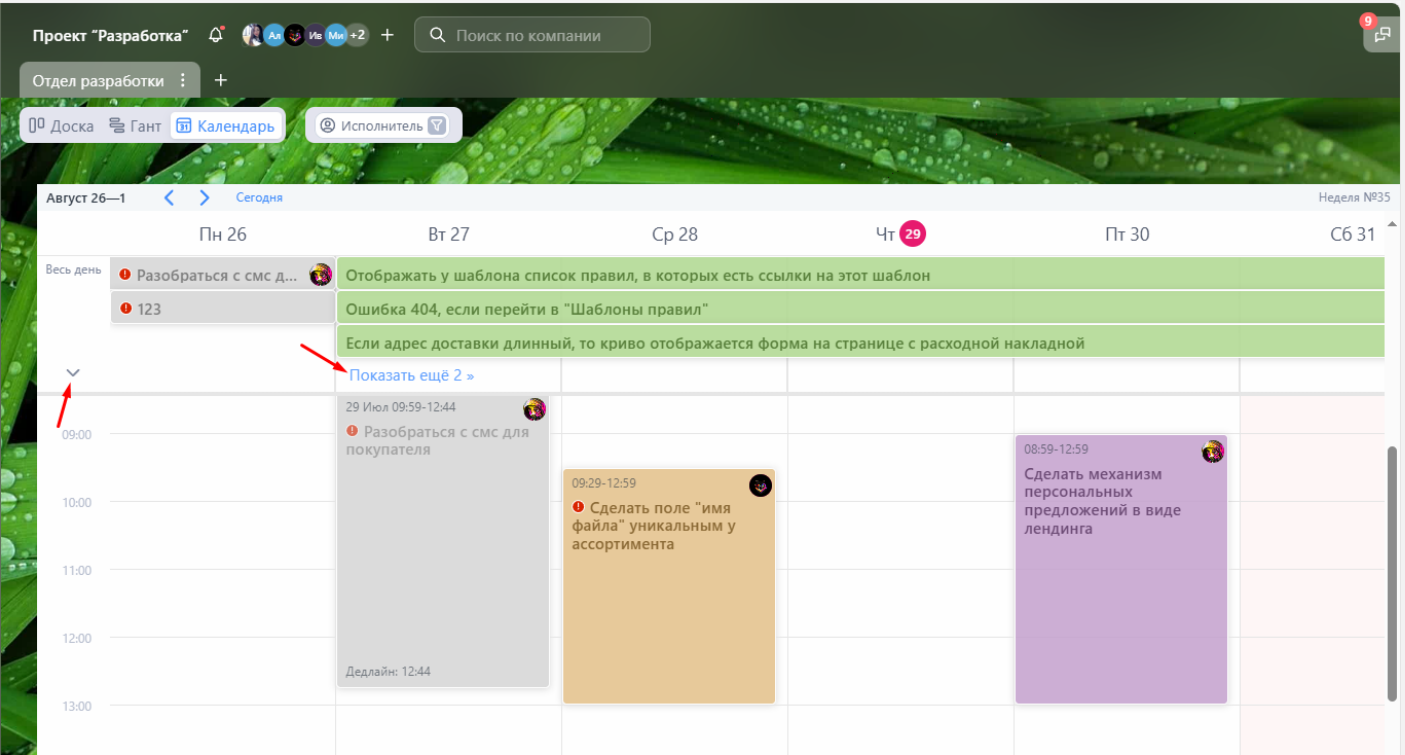 Проект "Разработка"
Ал
Ив
Ми
+2
+
Поиск по компании
9
Отдел разработки
+
Доска
Гант
31 Календарь
Исполнитель
Август 26—1
Сегодня
Неделя №35
Пн 26
Вт 27
Ср 28
Чт 29
Пт 30
Сб 31
Весь день
Разобраться с смс д...
Отображать у шаблона список правил, в которых есть ссылки на этот шаблон
123
Ошибка 404, если перейти в "Шаблоны правил"
Если адрес доставки длинный, то криво отображается форма на странице с расходной накладной
Показать ещё 2 »
09:00
10:00
11:00
12:00
13:00
29 Июл 09:59-12:44
Разобраться с смс для
покупателя
Дедлайн: 12:44
09:29-12:59
Сделать поле "имя
файла" уникальным у
ассортимента
08:59-12:59
Сделать механизм
персональных
предложений в виде
лендинга